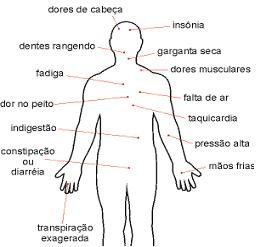 dores de cabeça
insónia
dentes rangendo
garganta seca
fadiga
dores musculares
dor no peito
falta de ar
taquicardia
indigestão
pressão alta
constipação
ou
diarréia
mãos frias
transpiração
exagerada